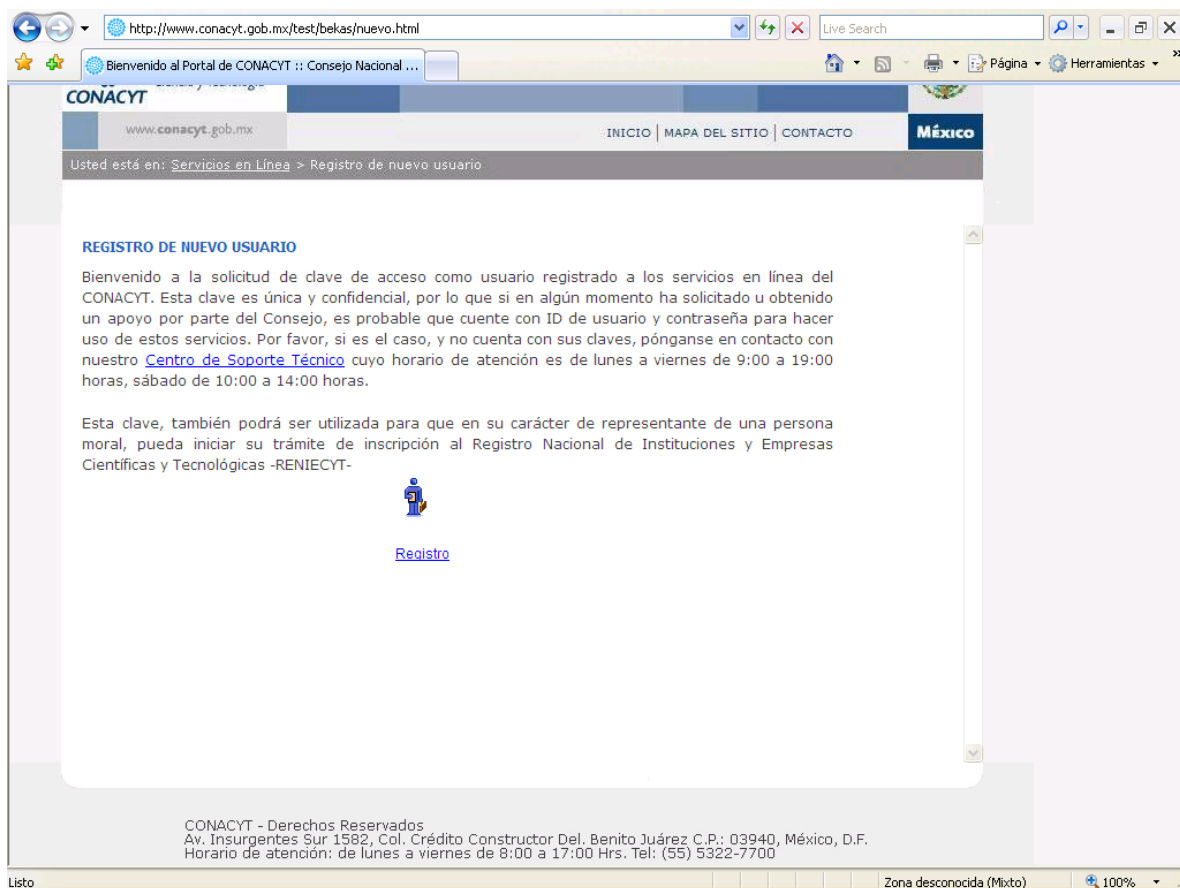 http://www.conacyt.gob.mx/test/bekas/nuevo.html
Live Search
Bienvenido al Portal de CONACYT :: Consejo Nacional ...
Página
Herramientas
CONACYT
www.conacyt.gob.mx
INICIO | MAPA DEL SITIO | CONTACTO
México
Usted está en: Servicios en Línea > Registro de nuevo usuario
REGISTRO DE NUEVO USUARIO
Bienvenido a la solicitud de clave de acceso como usuario registrado a los servicios en línea del
CONACYT. Esta clave es única y confidencial, por lo que si en algún momento ha solicitado u obtenido
un apoyo por parte del Consejo, es probable que cuente con ID de usuario y contraseña para hacer
uso de estos servicios. Por favor, si es el caso, y no cuenta con sus claves, pónganse en contacto con
nuestro Centro de Soporte Técnico cuyo horario de atención es de lunes a viernes de 9:00 a 19:00
horas, sábado de 10:00 a 14:00 horas.
Esta clave, también podrá ser utilizada para que en su carácter de representante de una persona
moral, pueda iniciar su trámite de inscripción al Registro Nacional de Instituciones y Empresas
Científicas y Tecnológicas -RENIECYT-
Registro
CONACYT - Derechos Reservados
Av. Insurgentes Sur 1582, Col. Crédito Constructor Del. Benito Juárez C.P.: 03940, México, D.F.
Horario de atención: de lunes a viernes de 8:00 a 17:00 Hrs. Tel: (55) 5322-7700
Listo
Zona desconocida (Mixto)
100%